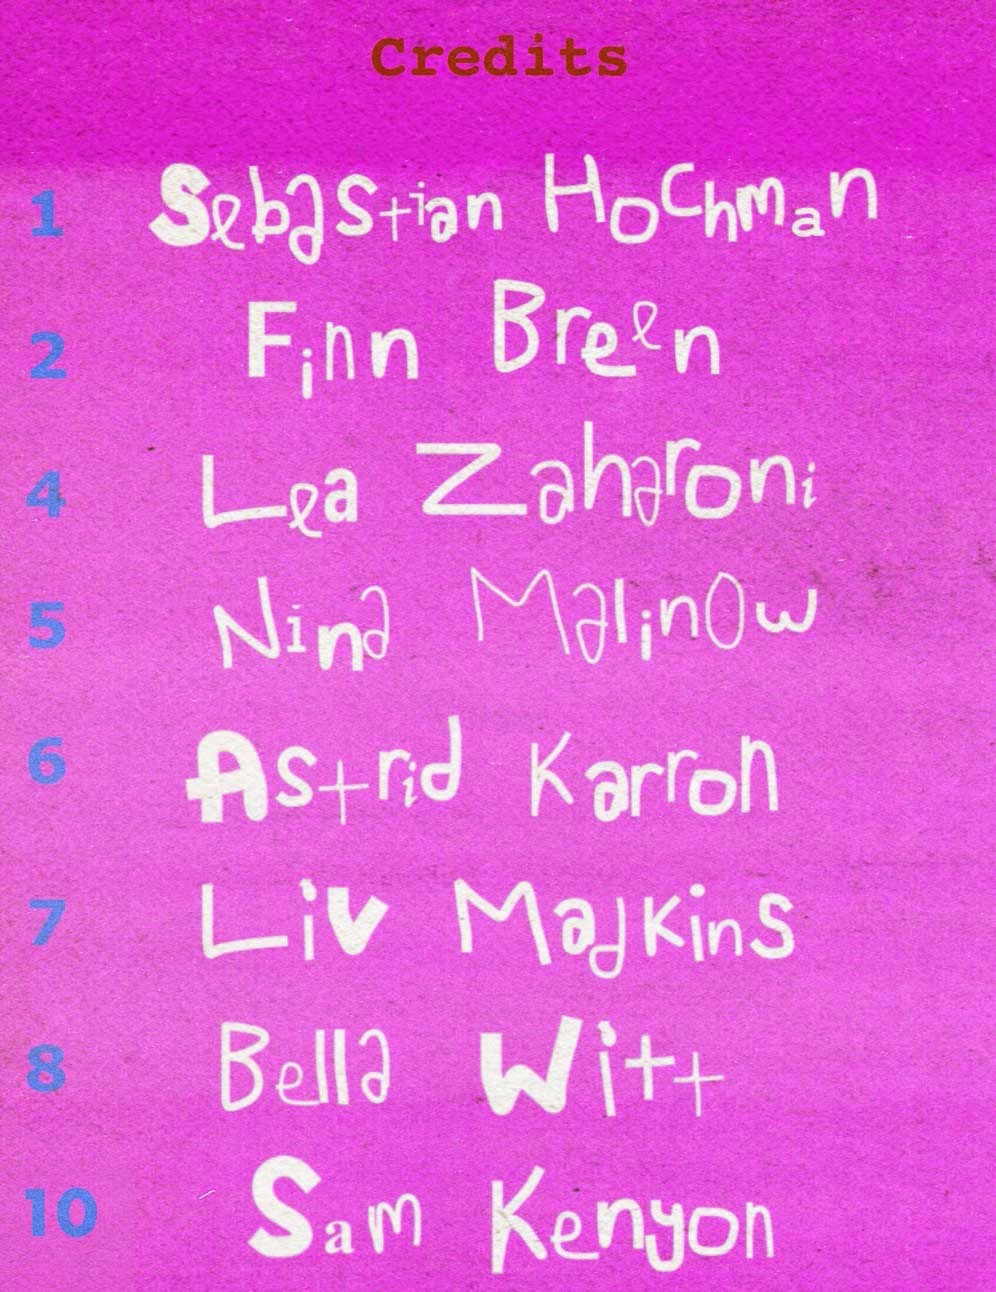 Credits
1 Sebastian Hochman
2 Finn Breen
4 Lea Zaharoni
5 Nina Malinow
6 Astrid Karron
7 Liv Madkins
8 Bella Witt
10 Sam Kenyon